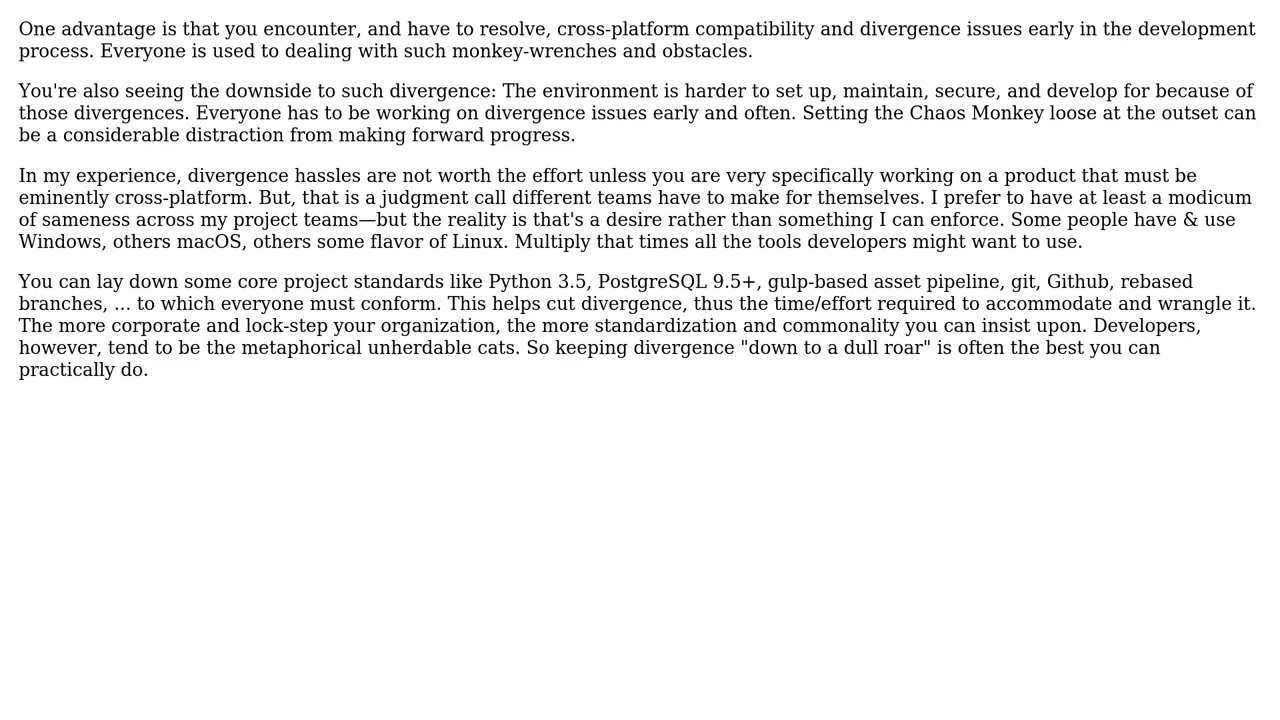 One advantage is that you encounter, and have to resolve, cross-platform compatibility and divergence issues early in the development
process. Everyone is used to dealing with such monkey-wrenches and obstacles.
You're also seeing the downside to such divergence: The environment is harder to set up, maintain, secure, and develop for because of
those divergences. Everyone has to be working on divergence issues early and often. Setting the Chaos Monkey loose at the outset can
be a considerable distraction from making forward progress.
In my experience, divergence hassles are not worth the effort unless you are very specifically working on a product that must be
eminently cross-platform. But, that is a judgment call different teams have to make for themselves. I prefer to have at least a modicum
of sameness across my project teams—but the reality is that's a desire rather than something I can enforce. Some people have & use
Windows, others macOS, others some flavor of Linux. Multiply that times all the tools developers might want to use.
You can lay down some core project standards like Python 3.5, PostgreSQL 9.5+, gulp-based asset pipeline, git, Github, rebased
branches, ... to which everyone must conform. This helps cut divergence, thus the time/effort required to accommodate and wrangle it.
The more corporate and lock-step your organization, the more standardization and commonality you can insist upon. Developers,
however, tend to be the metaphorical unherdable cats. So keeping divergence "down to a dull roar" is often the best you can
practically do.